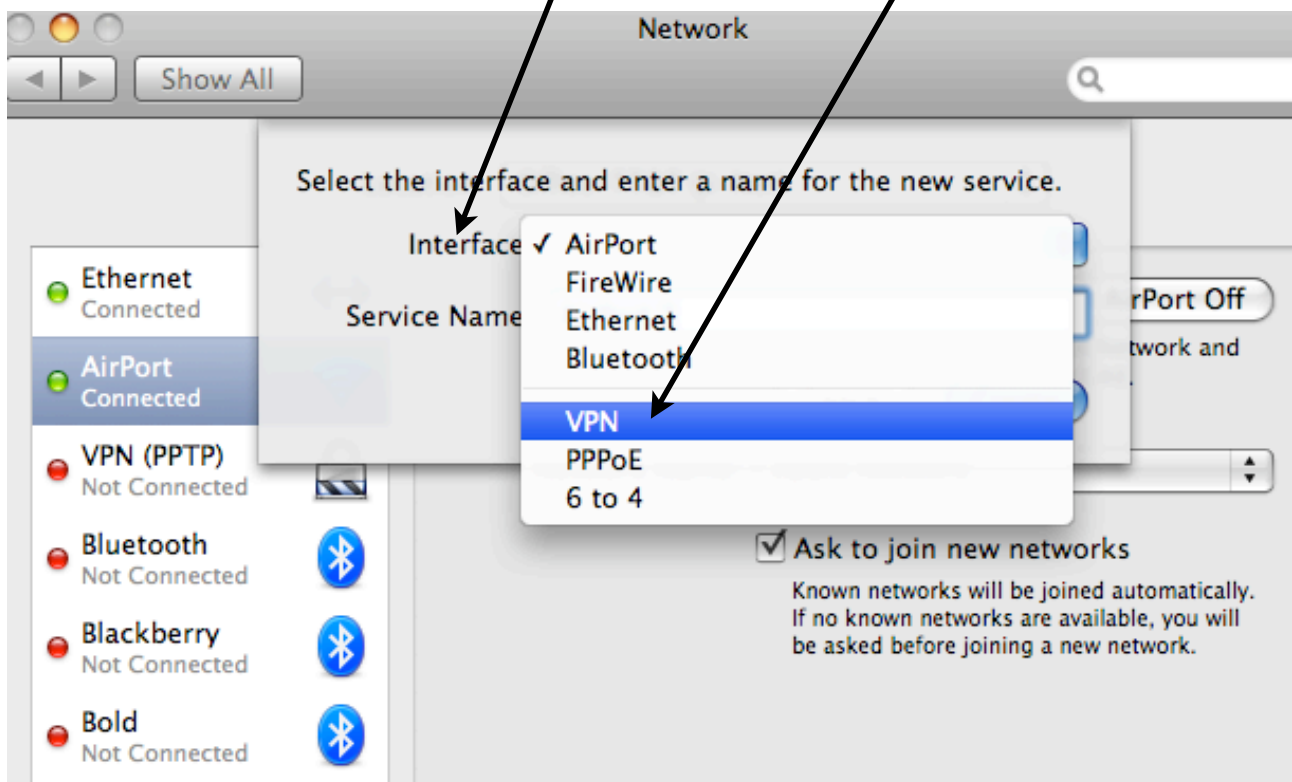 Network
Show All
Select the interface and enter a name for the new service.
Interface ✓ AirPort
FireWire
Ethernet
Bluetooth
VPN
PPPoE
6 to 4
Service Name
Ethernet
Connected
AirPort
Connected
VPN (PPTP)
Not Connected
Bluetooth
Not Connected
Blackberry
Not Connected
Bold
Not Connected
rPort Off
twork and
Ask to join new networks
Known networks will be joined automatically.
If no known networks are available, you will
be asked before joining a new network.